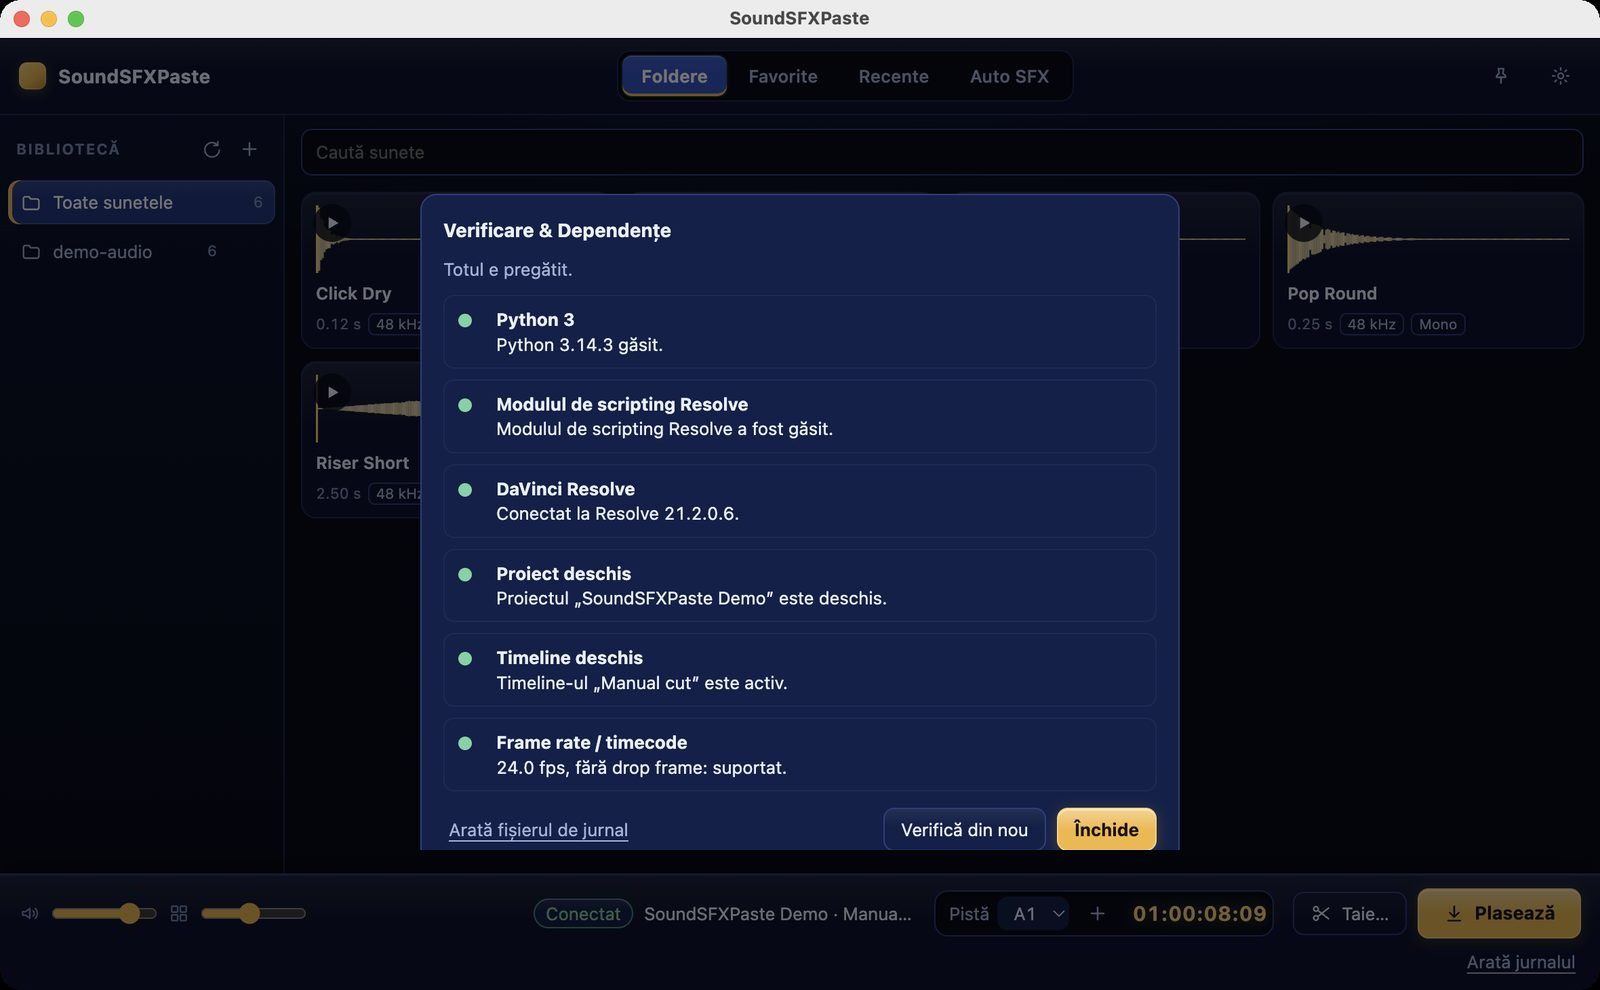 SoundSFXPaste
SoundSFXPaste
Foldere
Favorite
Recente
Auto SFX
BIBLIOTECĂ
Caută sunete
Toate sunetele 6
demo-audio 6
Click Dry
0.12 s 48 kHz
Pop Round
0.25 s 48 kHz Mono
Riser Short
2.50 s 48 kHz
Verificare & Dependențe
Totul e pregătit.
Python 3
Python 3.14.3 găsit.
Modulul de scripting Resolve
Modulul de scripting Resolve a fost găsit.
DaVinci Resolve
Conectat la Resolve 21.2.0.6.
Proiect deschis
Proiectul „SoundSFXPaste Demo” este deschis.
Timeline deschis
Timeline-ul „Manual cut” este activ.
Frame rate / timecode
24.0 fps, fără drop frame: suportat.
Arată fișierul de jurnal
Verifică din nou
Închide
Conectat
SoundSFXPaste Demo · Manua...
Pistă A1
01:00:08:09
Taie...
Plasează
Arată jurnalul